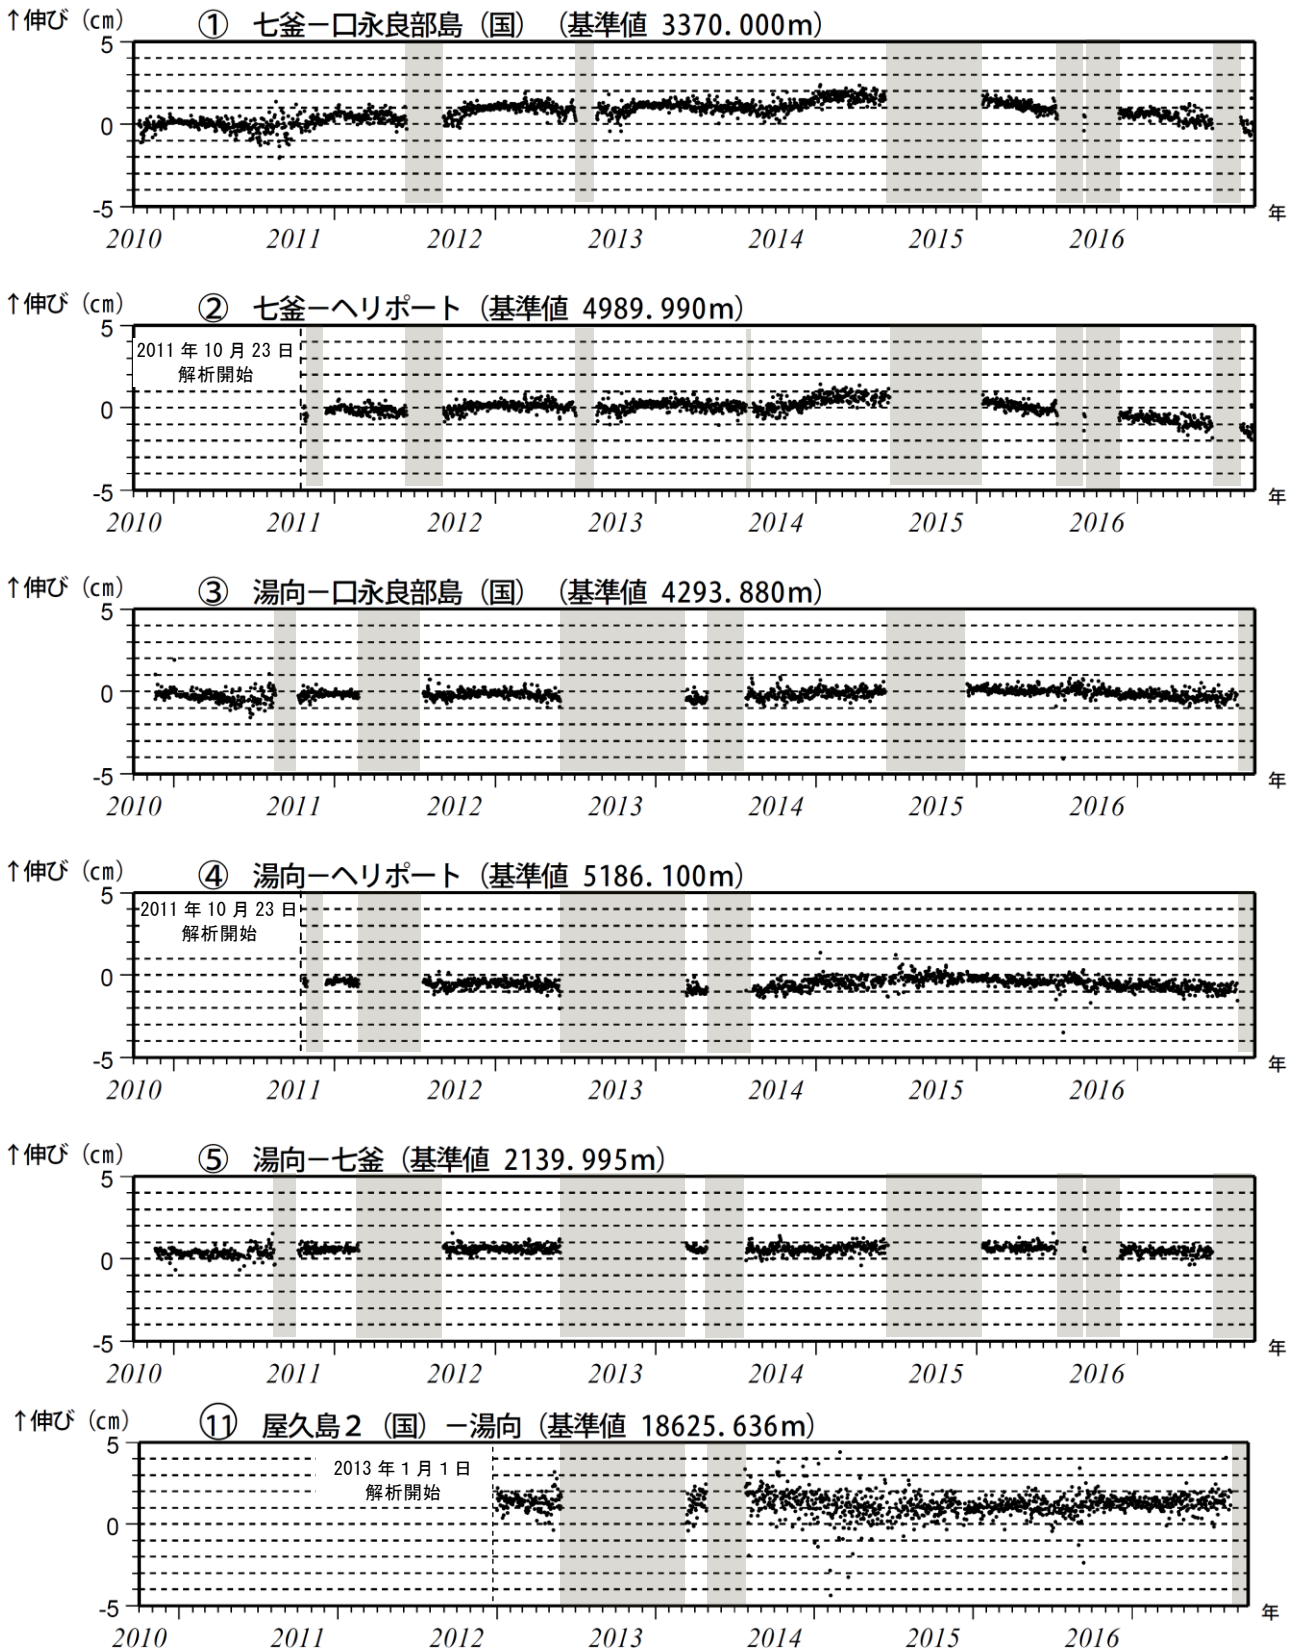 ↑伸び（cm） ① 七釜－口永良部島（国）（基準値 3370.000m）
5
0
-5
年
2010 2011 2012 2013 2014 2015 2016
↑伸び（cm） ② 七釜－ヘリポート（基準値 4989.990m）
5
2011 年 10 月 23 日
解析開始
0
-5
年
2010 2011 2012 2013 2014 2015 2016
↑伸び（cm） ③ 湯向－口永良部島（国）（基準値 4293.880m）
5
0
-5
年
2010 2011 2012 2013 2014 2015 2016
↑伸び（cm） ④ 湯向－ヘリポート（基準値 5186.100m）
5
2011 年 10 月 23 日
解析開始
0
-5
年
2010 2011 2012 2013 2014 2015 2016
↑伸び（cm） ⑤ 湯向－七釜（基準値 2139.995m）
5
0
-5
年
2010 2011 2012 2013 2014 2015 2016
↑伸び（cm） ⑪ 屋久島２（国）－湯向（基準値 18625.636m）
5
2013 年 1 月 1 日
解析開始
0
-5
年
2010 2011 2012 2013 2014 2015 2016